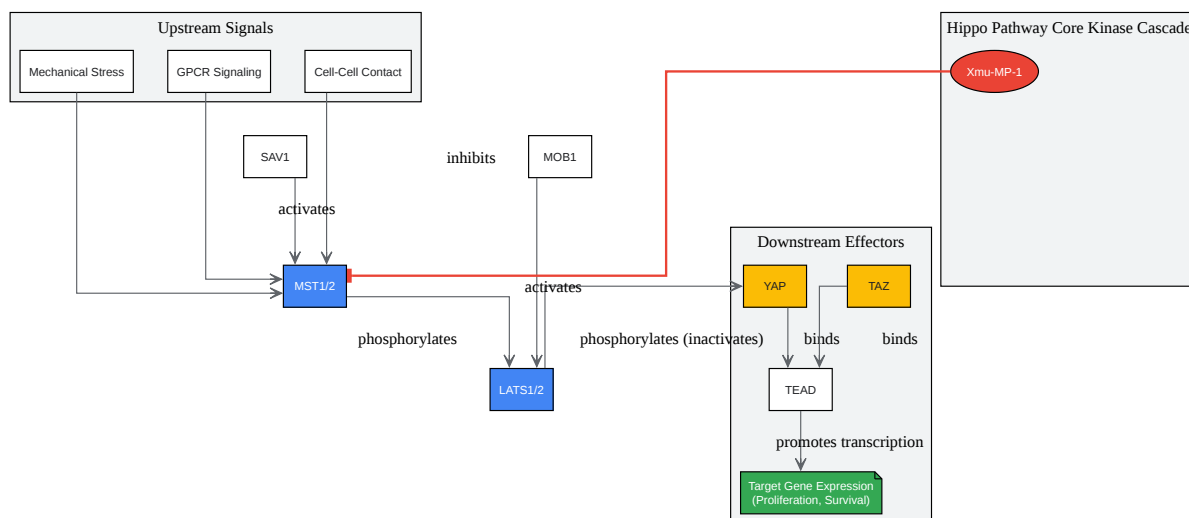 Upstream Signals
Hippo Pathway Core Kinase Cascade
Mechanical Stress
GPCR Signaling
Cell-Cell Contact
Xmu-MP-1
SAV1
inhibits
MOB1
activates
Downstream Effectors
MST1/2
activates
YAP
TAZ
phosphorylates
phosphorylates (inactivates)
binds
binds
LATS1/2
TEAD
promotes transcription
Target Gene Expression
(Proliferation, Survival)